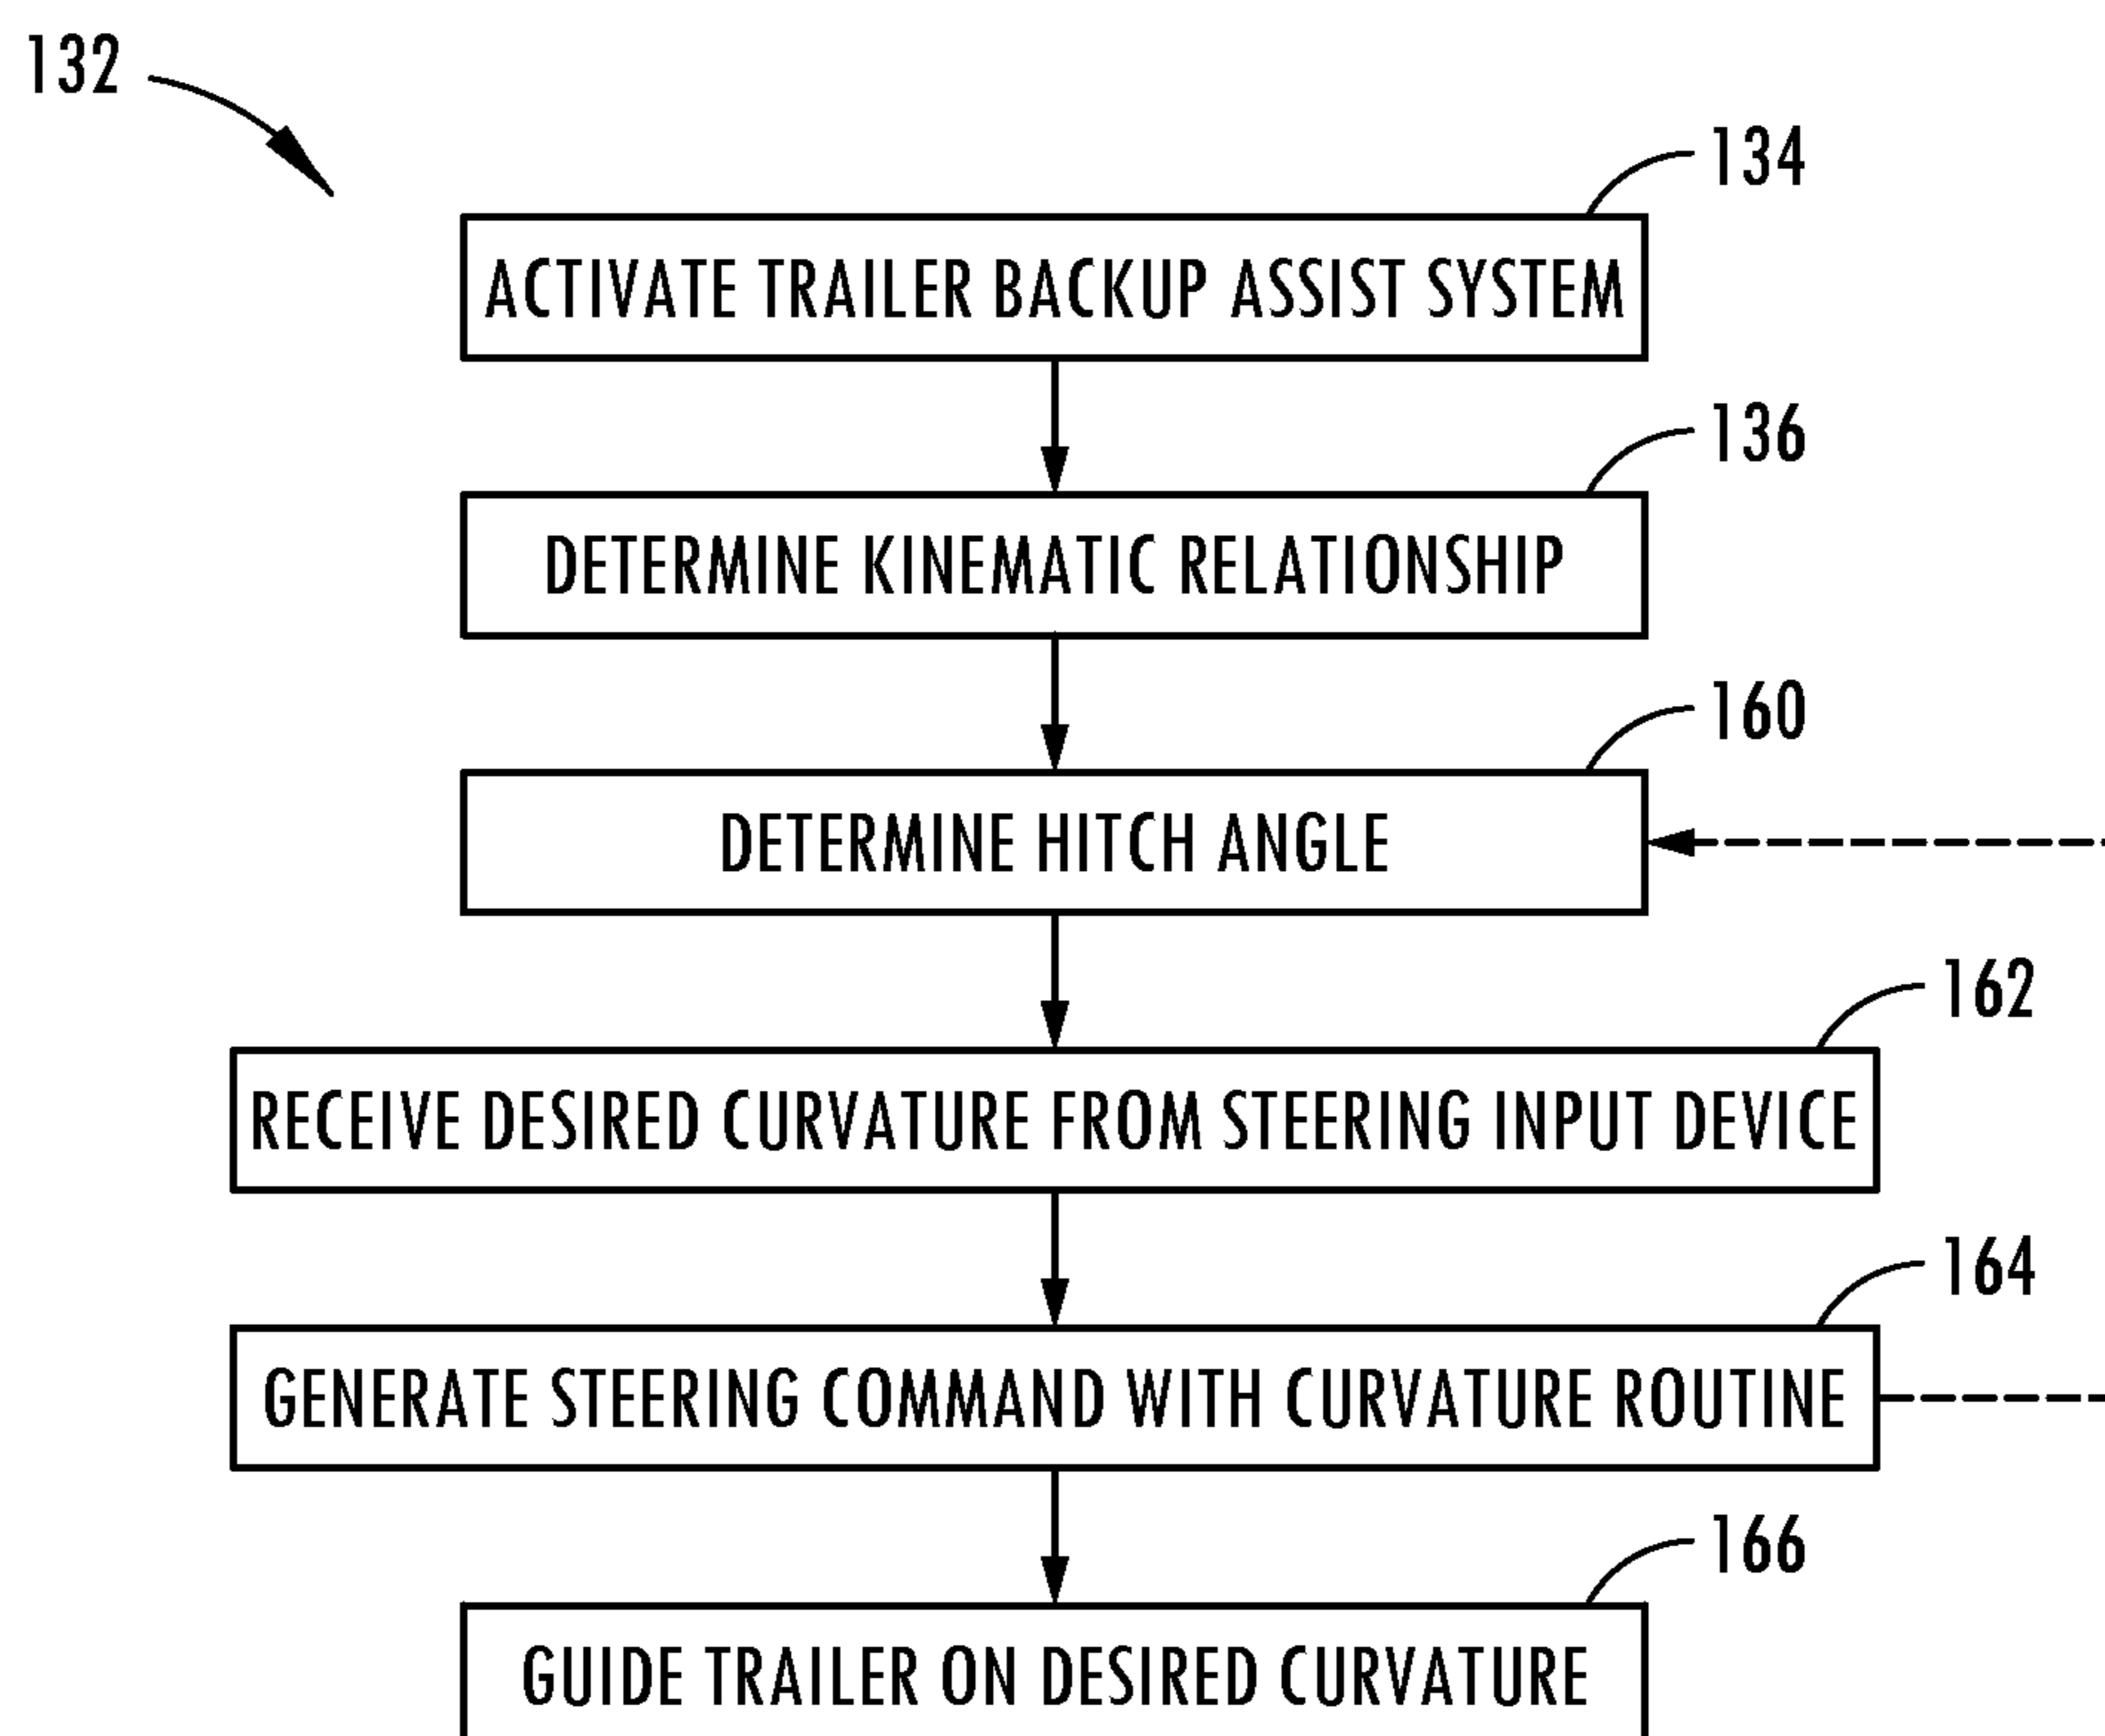 132
134
ACTIVATE TRAILER BACKUP ASSIST SYSTEM
136
DETERMINE KINEMATIC RELATIONSHIP
160
DETERMINE HITCH ANGLE
162
RECEIVE DESIRED CURVATURE FROM STEERING INPUT DEVICE
164
GENERATE STEERING COMMAND WITH CURVATURE ROUTINE
166
GUIDE TRAILER ON DESIRED CURVATURE